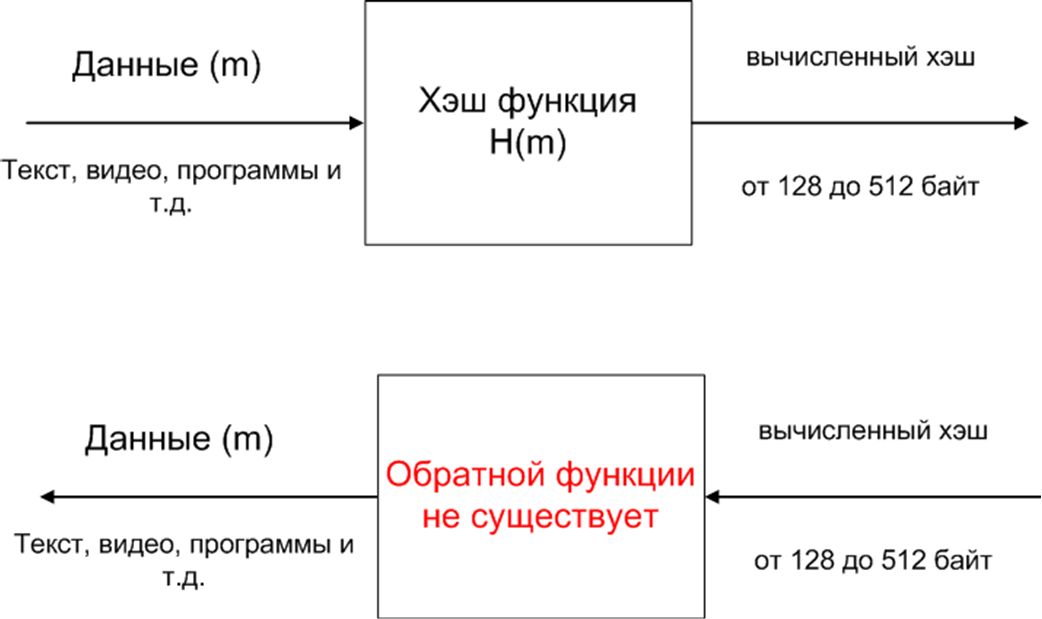 Данные (m)
Текст, видео, программы и
т.д.
Хэш функция
H(m)
вычисленный хэш
от 128 до 512 байт
Данные (m)
Текст, видео, программы и
т.д.
Обратной функции
не существует
вычисленный хэш
от 128 до 512 байт